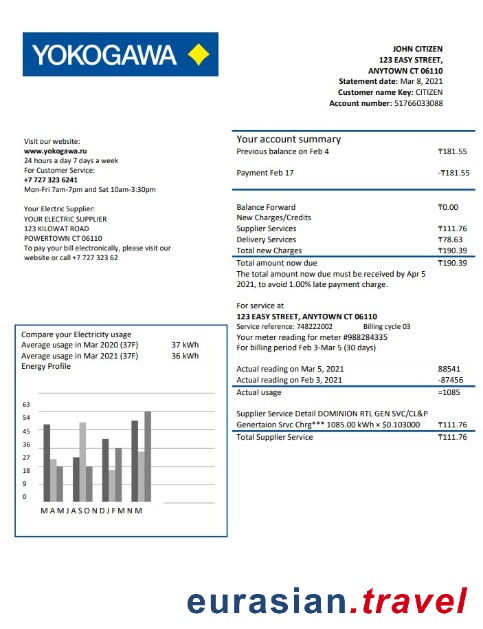 YOKOGAWA
JOHN CITIZEN
123 EASY STREET,
ANYTOWN CT 06110
Statement date: Mar 8, 2021
Customer name Key: CITIZEN
Account number: 51766033088
Visit our website:
www.yokogawa.ru
24 hours a day 7 days a week
For Customer Service:
+7 727 323 6241
Mon-Fri 7am-7pm and Sat 10am-3:30pm
Your Electric Supplier:
YOUR ELECTRIC SUPPLIER
123 KILOWAT ROAD
POWERTOWN CT 06110
To pay your bill electronically, please visit our
website or call +7 727 323 62
Your account summary
Previous balance on Feb 4 ₸181.55
Payment Feb 17 -₸181.55
Balance Forward ₸0.00
New Charges/Credits
Supplier Services ₸111.76
Delivery Services ₸78.63
Total new Charges ₸190.39
Total amount now due ₸190.39
The total amount now due must be received by Apr 5
2021, to avoid 1.00% late payment charge.
For service at
123 EASY STREET, ANYTOWN CT 06110
Service reference: 748222002 Billing cycle 03
Your meter reading for meter #988284335
For billing period Feb 3-Mar 5 (30 days)
Actual reading on Mar 5, 2021 88541
Actual reading on Feb 3, 2021 -87456
Actual usage =1085
Supplier Service Detail DOMINION RTL GEN SVC/CL&P
Genertaion Srvc Chrg*** 1085.00 kWh × $0.103000 ₸111.76
Total Supplier Service ₸111.76
Compare your Electricity usage
Average usage in Mar 2020 (37F) 37 kWh
Average usage in Mar 2021 (37F) 36 kWh
Energy Profile
63
54
45
36
27
18
9
0
M A M J A S O N D J F M N M
eurasian.travel